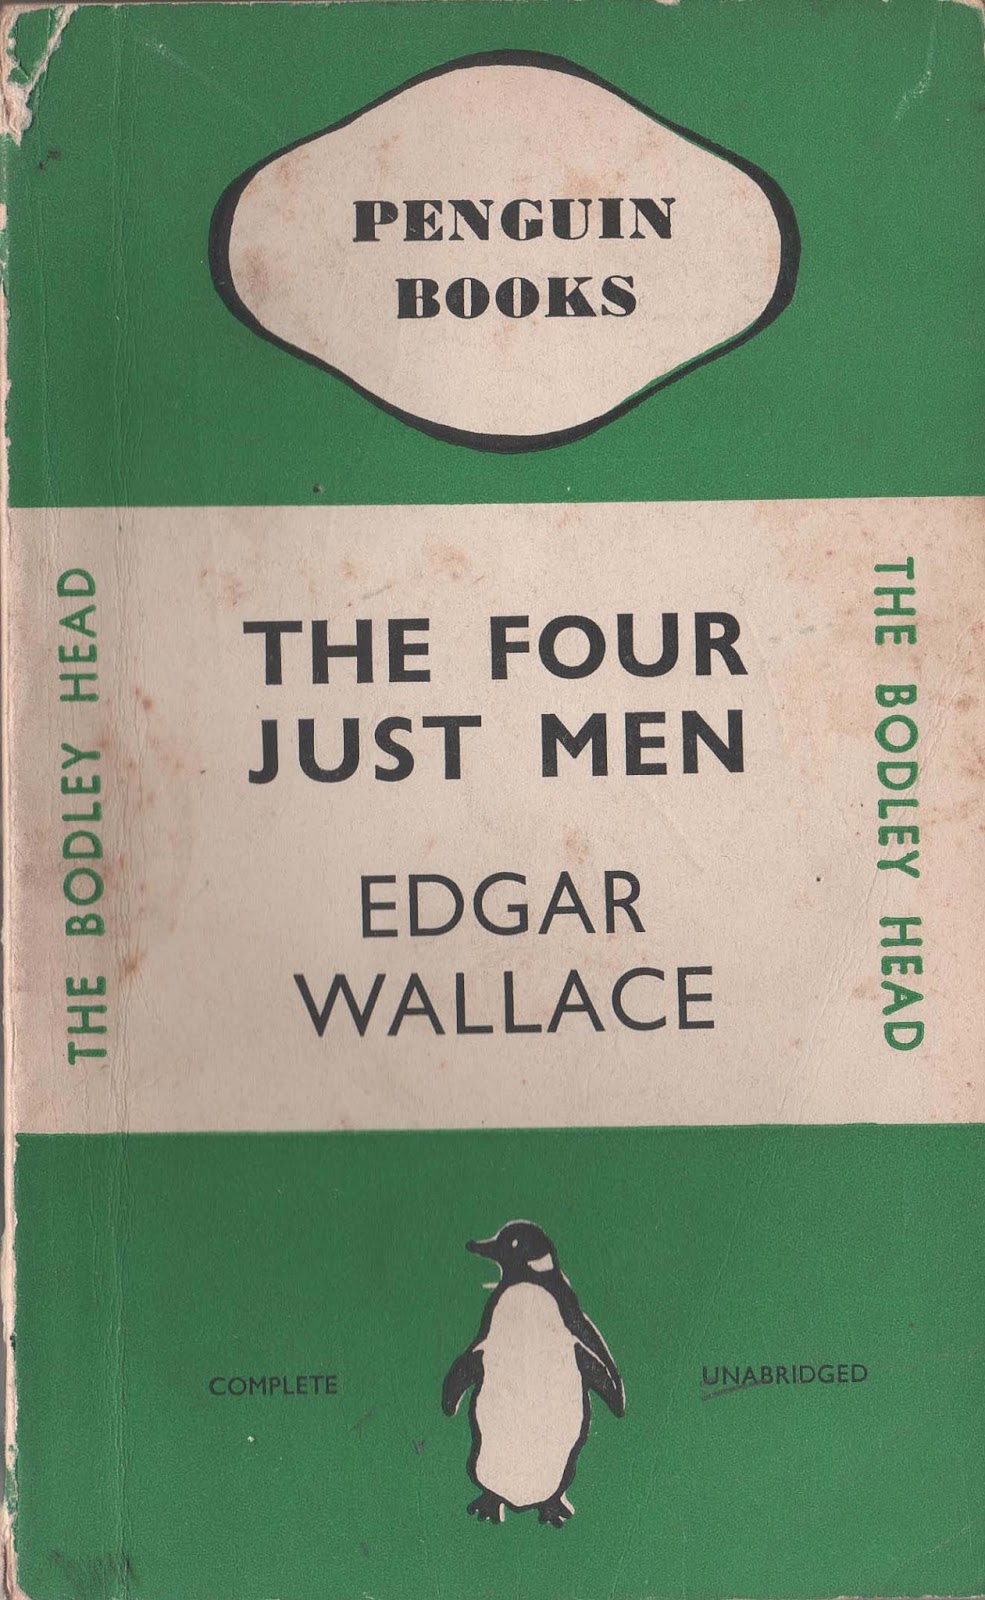 PENGUIN
BOOKS
THE BODLEY HEAD
THE FOUR
JUST MEN
EDGAR
WALLACE
THE BODLEY HEAD
COMPLETE
UNABRIDGED